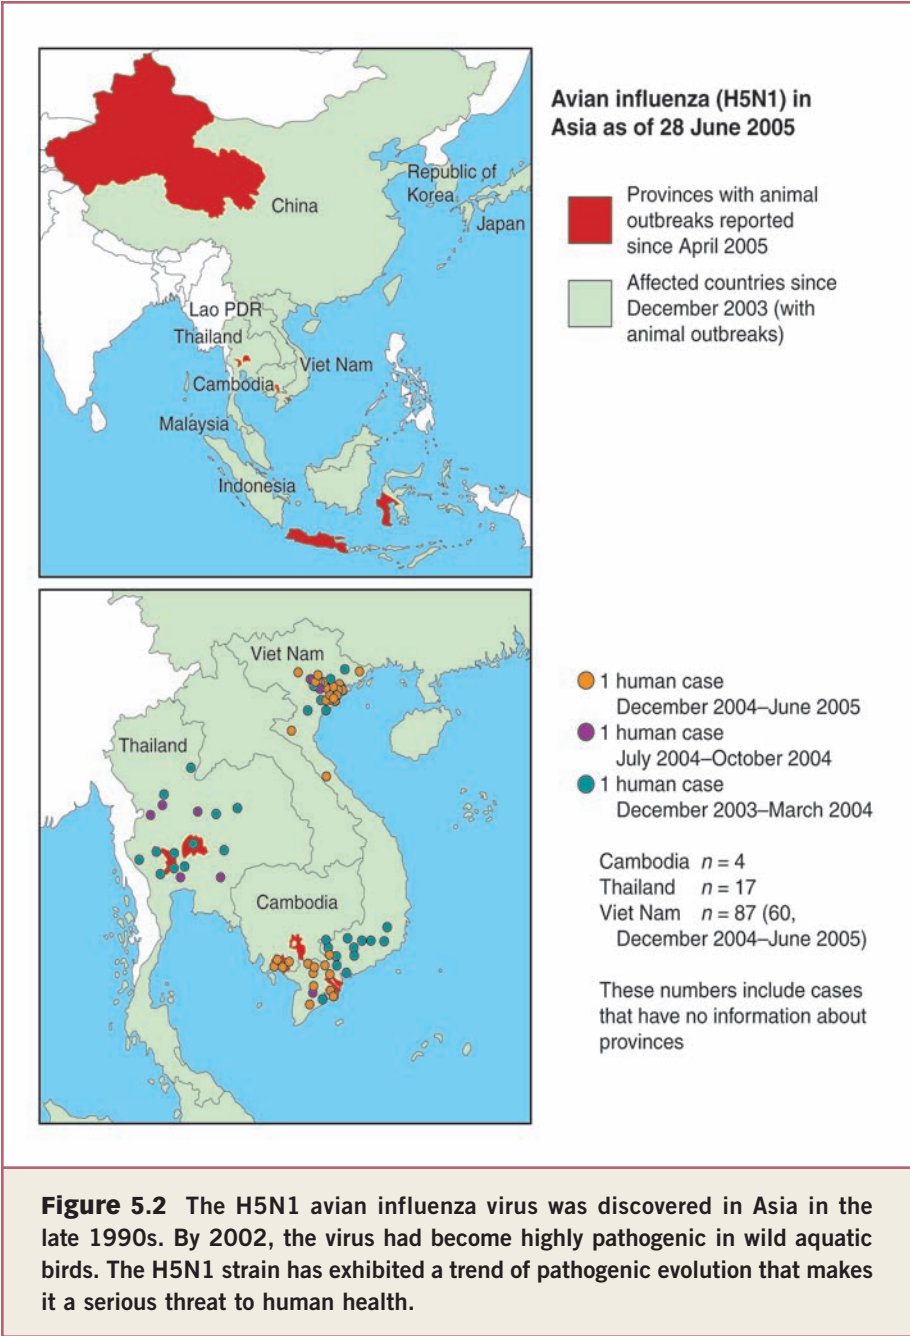 Avian influenza (H5N1) in
Asia as of 28 June 2005
Provinces with animal
outbreaks reported
since April 2005
Affected countries since
December 2003 (with
animal outbreaks)
Republic of
Korea
China
Japan
Lao PDR
Thailand
Viet Nam
Cambodia
Malaysia
Indonesia
Viet Nam
Thailand
Cambodia
1 human case
December 2004–June 2005
1 human case
July 2004–October 2004
1 human case
December 2003–March 2004
Cambodia n = 4
Thailand n = 17
Viet Nam n = 87 (60,
December 2004–June 2005)
These numbers include cases
that have no information about
provinces
Figure 5.2 The H5N1 avian influenza virus was discovered in Asia in the
late 1990s. By 2002, the virus had become highly pathogenic in wild aquatic
birds. The H5N1 strain has exhibited a trend of pathogenic evolution that makes
it a serious threat to human health.